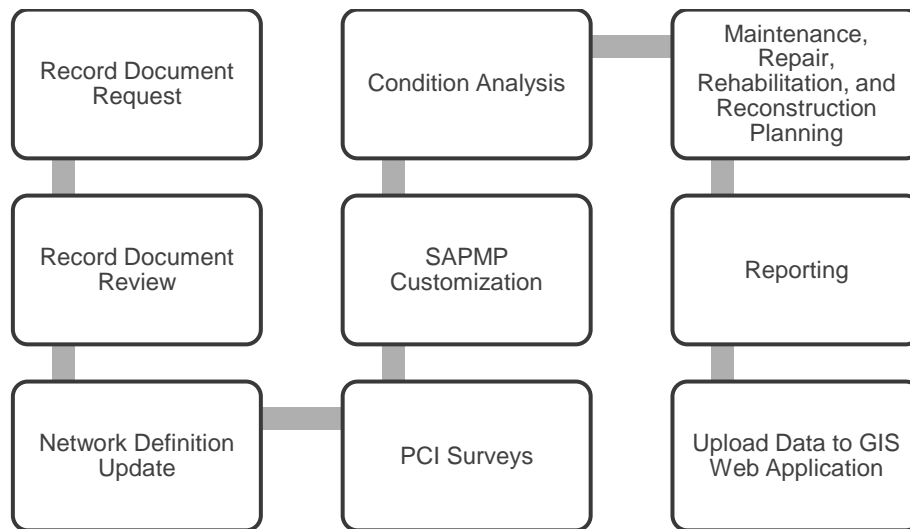 Record Document
Request
Record Document
Review
Network Definition
Update
PCI Surveys
SAPMP
Customization
Condition Analysis
Maintenance,
Repair,
Rehabilitation, and
Reconstruction
Planning
Reporting
Upload Data to GIS
Web Application